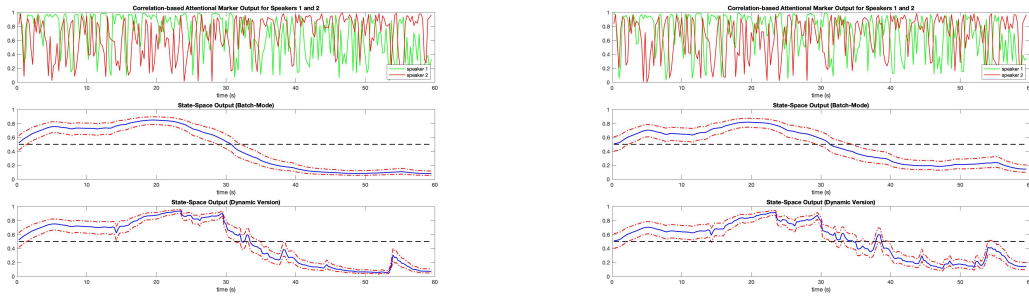 Correlation-based Attentional Marker Output for Speakers 1 and 2
1
0.8
0.6
0.4
0.2
0
speaker 1
speaker 2
0 10 20 30 40 50 60
time (s)
State-Space Output (Batch-Mode)
1
0.8
0.6
0.4
0.2
0
0 10 20 30 40 50 60
time (s)
State-Space Output (Dynamic Version)
1
0.8
0.6
0.4
0.2
0
0 10 20 30 40 50 60
time (s)
Correlation-based Attentional Marker Output for Speakers 1 and 2
1
0.8
0.6
0.4
0.2
0
speaker 1
speaker 2
0 10 20 30 40 50 60
time (s)
State-Space Output (Batch-Mode)
1
0.8
0.6
0.4
0.2
0
0 10 20 30 40 50 60
time (s)
State-Space Output (Dynamic Version)
1
0.8
0.6
0.4
0.2
0
0 10 20 30 40 50 60
time (s)